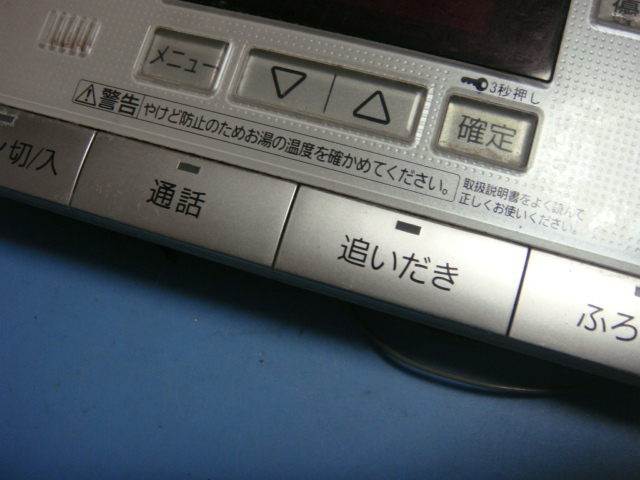 停
3秒押し
メニュー
▽ △
確定
警告 やけど防止のためお湯の温度を確かめてください。
取扱説明書をよく読んで
正しくお使いください。
切/入
通話
追いだき
ふろ